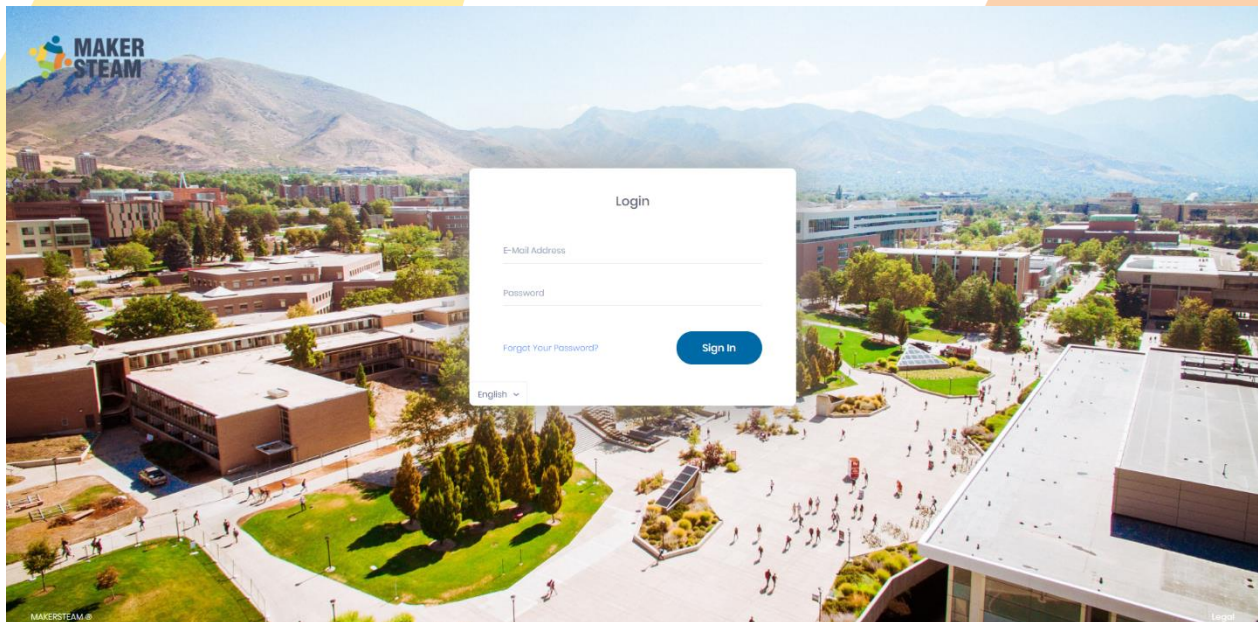 MAKER
STEAM
Login
E-Mail Address
Password
Forgot Your Password?
Sign In
English
MAKERSTEAM @
Legal